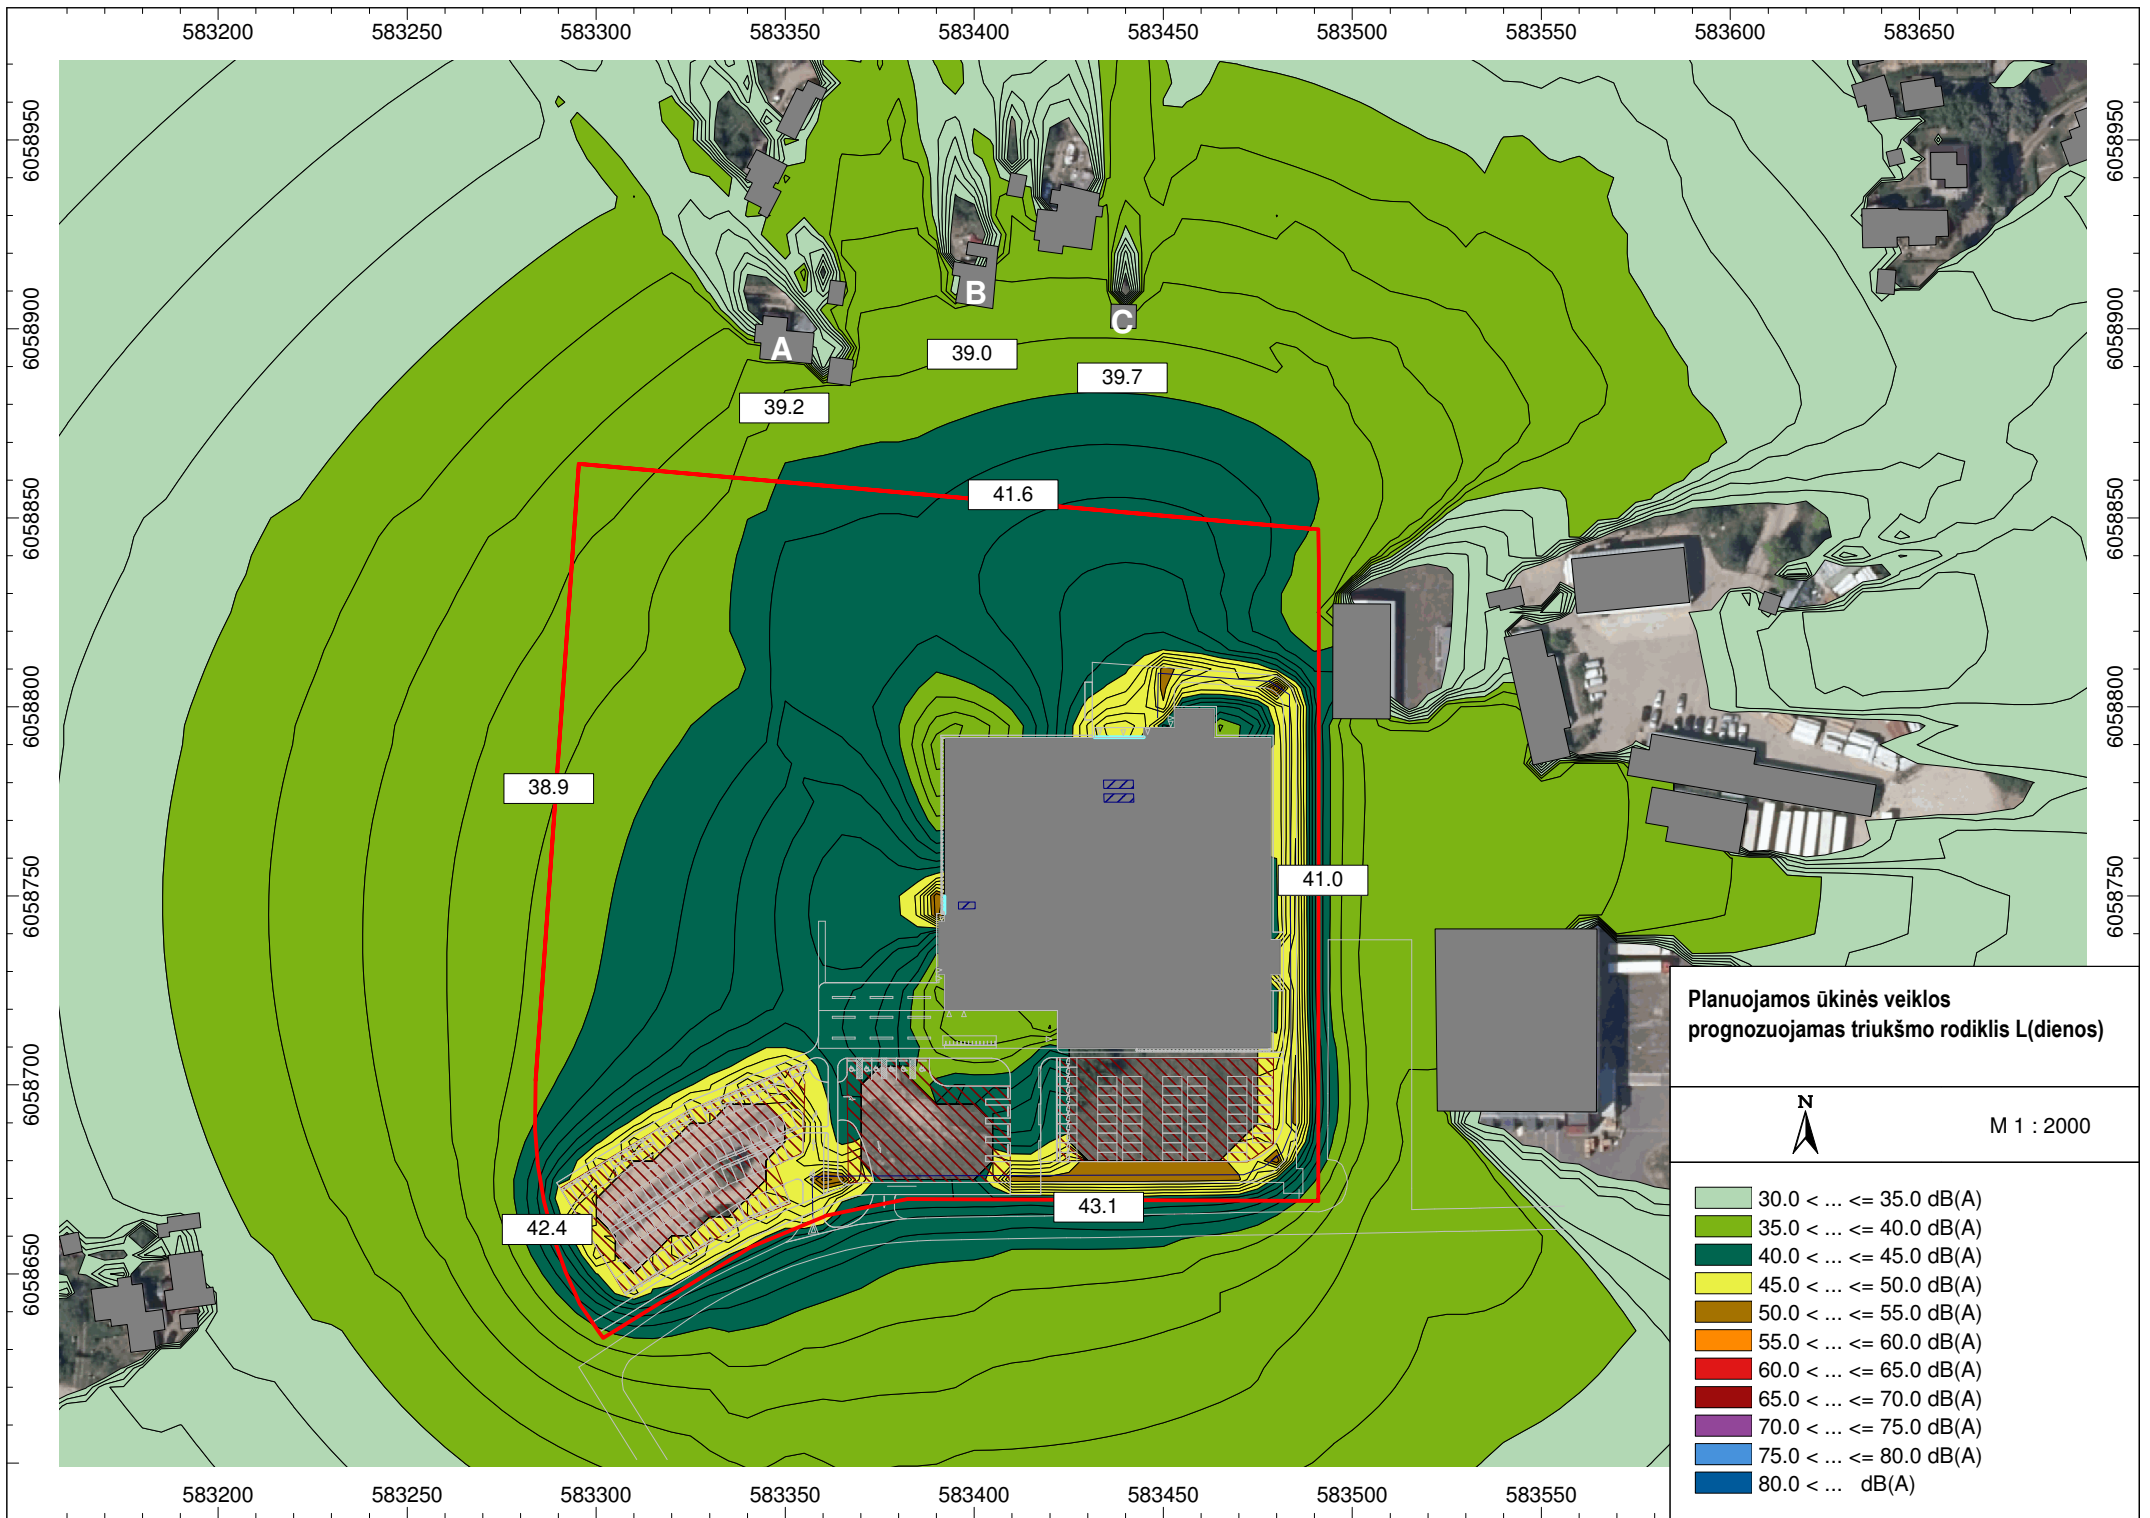 583200 583250 583300 583350 583400 583450 583500 583550 583600 583650
6058950 6058950
6058900 6058900
6058850 6058850
6058800 6058800
6058750 6058750
6058700
6058650
A
B
C
39.0
39.7
39.2
41.6
38.9
41.0
43.1
42.4
Planuojamos ūkinės veiklos
prognozuojamas triukšmo rodiklis L(dienos)
N
M 1 : 2000
30.0 < ... <= 35.0 dB(A)
35.0 < ... <= 40.0 dB(A)
40.0 < ... <= 45.0 dB(A)
45.0 < ... <= 50.0 dB(A)
50.0 < ... <= 55.0 dB(A)
55.0 < ... <= 60.0 dB(A)
60.0 < ... <= 65.0 dB(A)
65.0 < ... <= 70.0 dB(A)
70.0 < ... <= 75.0 dB(A)
75.0 < ... <= 80.0 dB(A)
80.0 < ... dB(A)
583200 583250 583300 583350 583400 583450 583500 583550